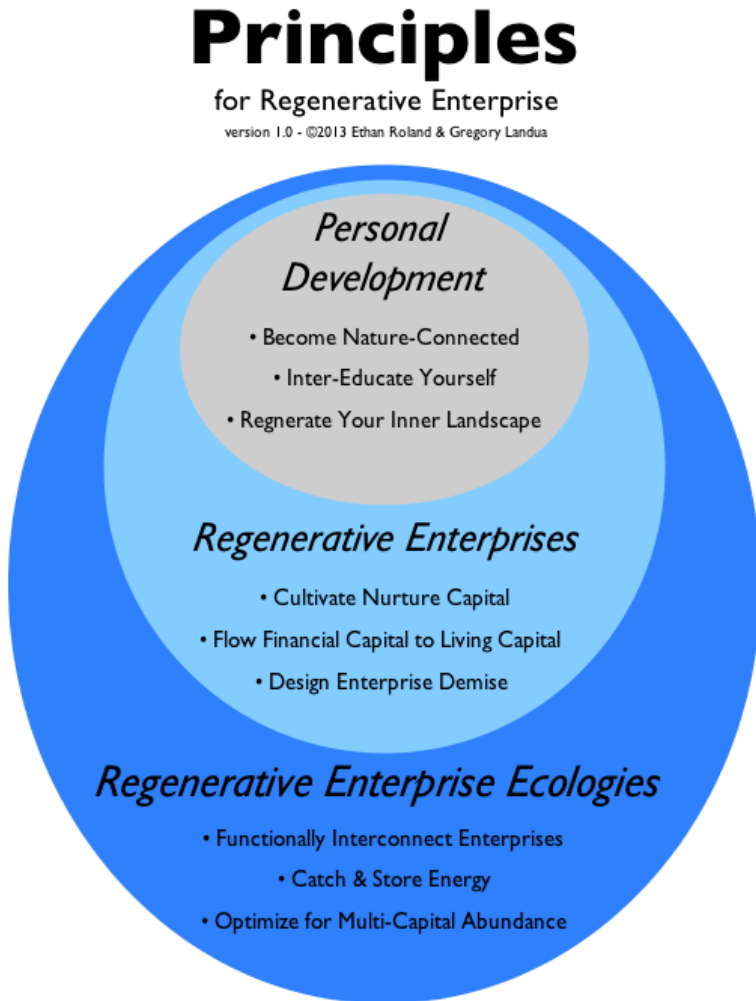 Principles
for Regenerative Enterprise
version 1.0 - ©2013 Ethan Roland & Gregory Landua
Personal
Development
• Become Nature-Connected
• Inter-Educate Yourself
• Regnerate Your Inner Landscape
Regenerative Enterprises
• Cultivate Nurture Capital
• Flow Financial Capital to Living Capital
• Design Enterprise Demise
Regenerative Enterprise Ecologies
• Functionally Interconnect Enterprises
• Catch & Store Energy
• Optimize for Multi-Capital Abundance